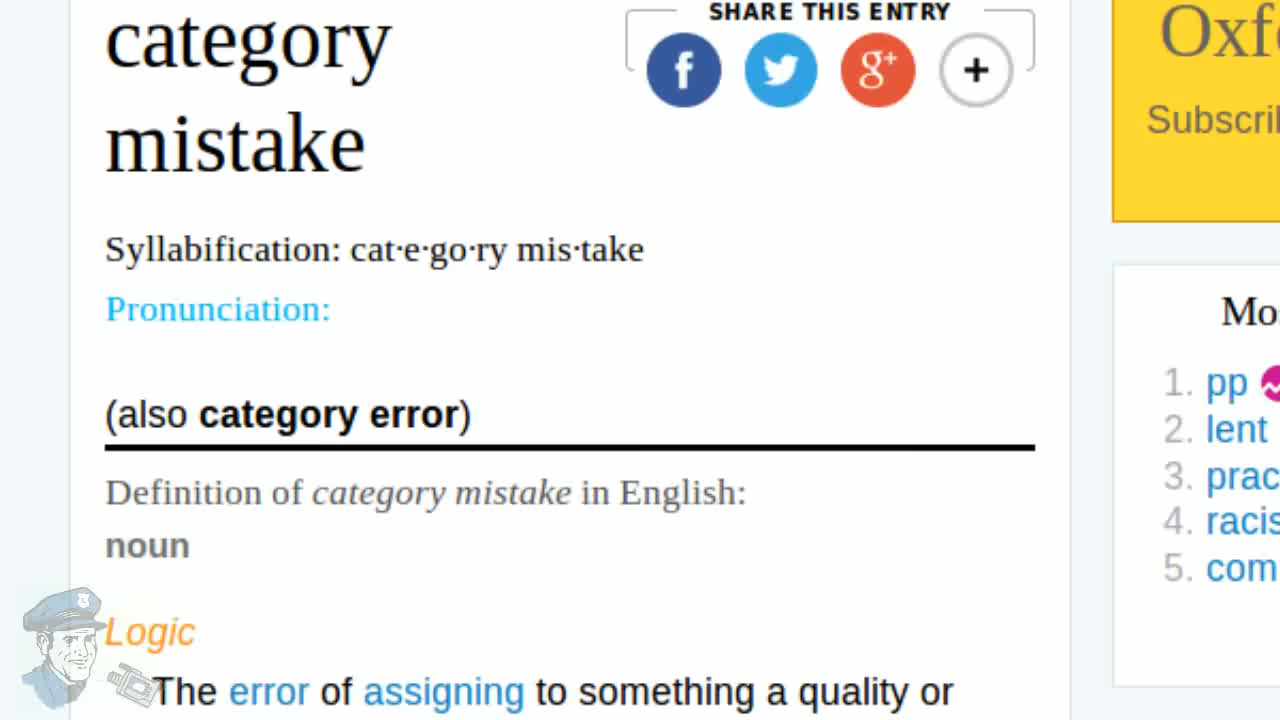 category
mistake
SHARE THIS ENTRY
Syllabification: cat·e·go·ry mis·take
Pronunciation:
(also category error)
Definition of category mistake in English:
noun
Logic
The error of assigning to something a quality or
Subscri
1. pp
2. lent
3. prac
4. racis
5. com